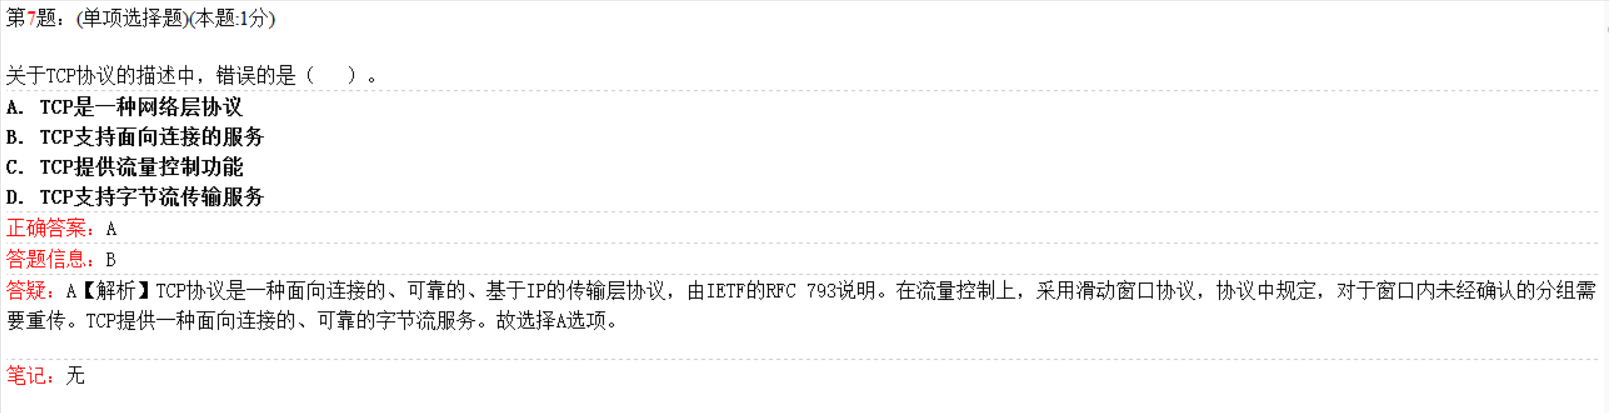 第7题：(单项选择题)(本题:1分)
关于TCP协议的描述中，错误的是（　　）。
A. TCP是一种网络层协议
B. TCP支持面向连接的服务
C. TCP提供流量控制功能
D. TCP支持字节流传输服务
正确答案：A
答题信息：B
答疑：A【解析】TCP协议是一种面向连接的、可靠的、基于IP的传输层协议，由IETF的RFC 793说明。在流量控制上，采用滑动窗口协议，协议中规定，对于窗口内未经确认的分组需
要重传。TCP提供一种面向连接的、可靠的字节流服务。故选择A选项。
笔记：无